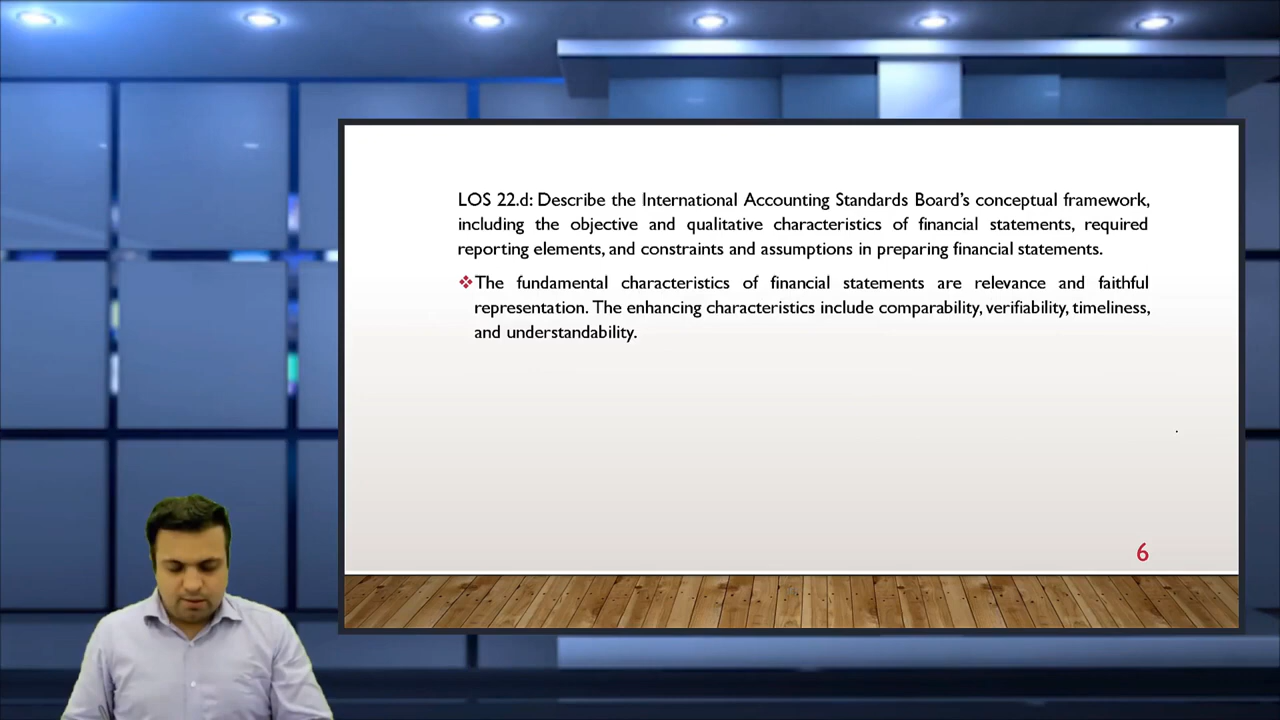 LOS 22.d: Describe the International Accounting Standards Board’s conceptual framework,
including the objective and qualitative characteristics of financial statements, required
reporting elements, and constraints and assumptions in preparing financial statements.
❖The fundamental characteristics of financial statements are relevance and faithful
representation. The enhancing characteristics include comparability, verifiability, timeliness,
and understandability.
6